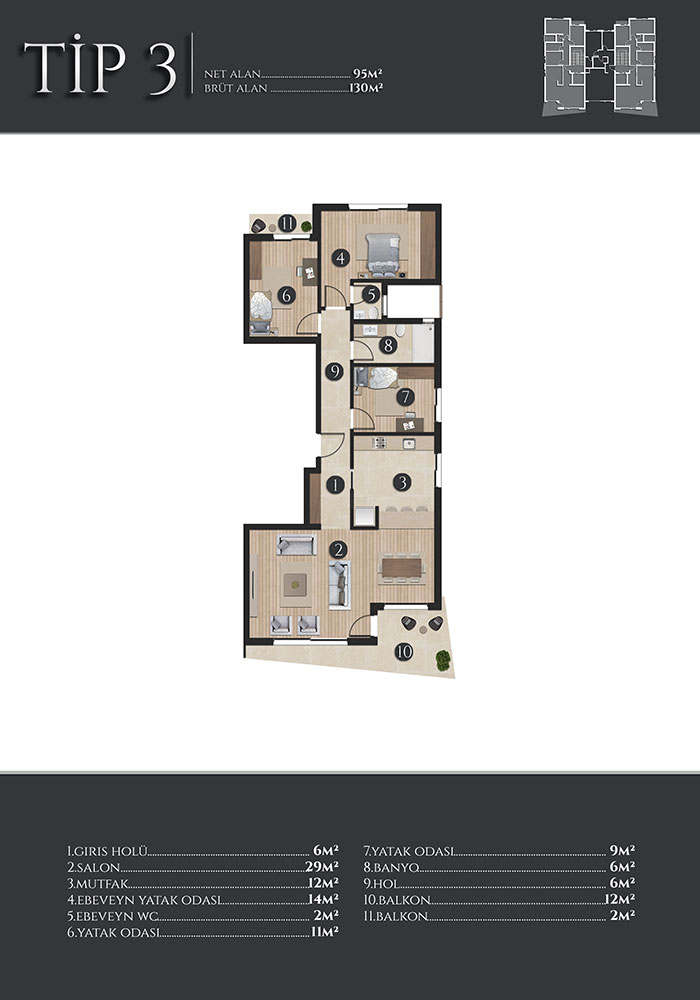 TİP 3
NET ALAN 95M²
BRÜT ALAN 130M²
11
4
6
5
8
9
7
1
3
2
10
1.GIRIS HOLÜ 6M²
2.SALON 29M²
3.MUTFAK 12M²
4.EBEVEYN YATAK ODASI 14M²
5.EBEVEYN WC 2M²
6.YATAK ODASI 11M²
7.YATAK ODASI 9M²
8.BANYO 6M²
9.HOL 6M²
10.BALKON 12M²
11.BALKON 2M²